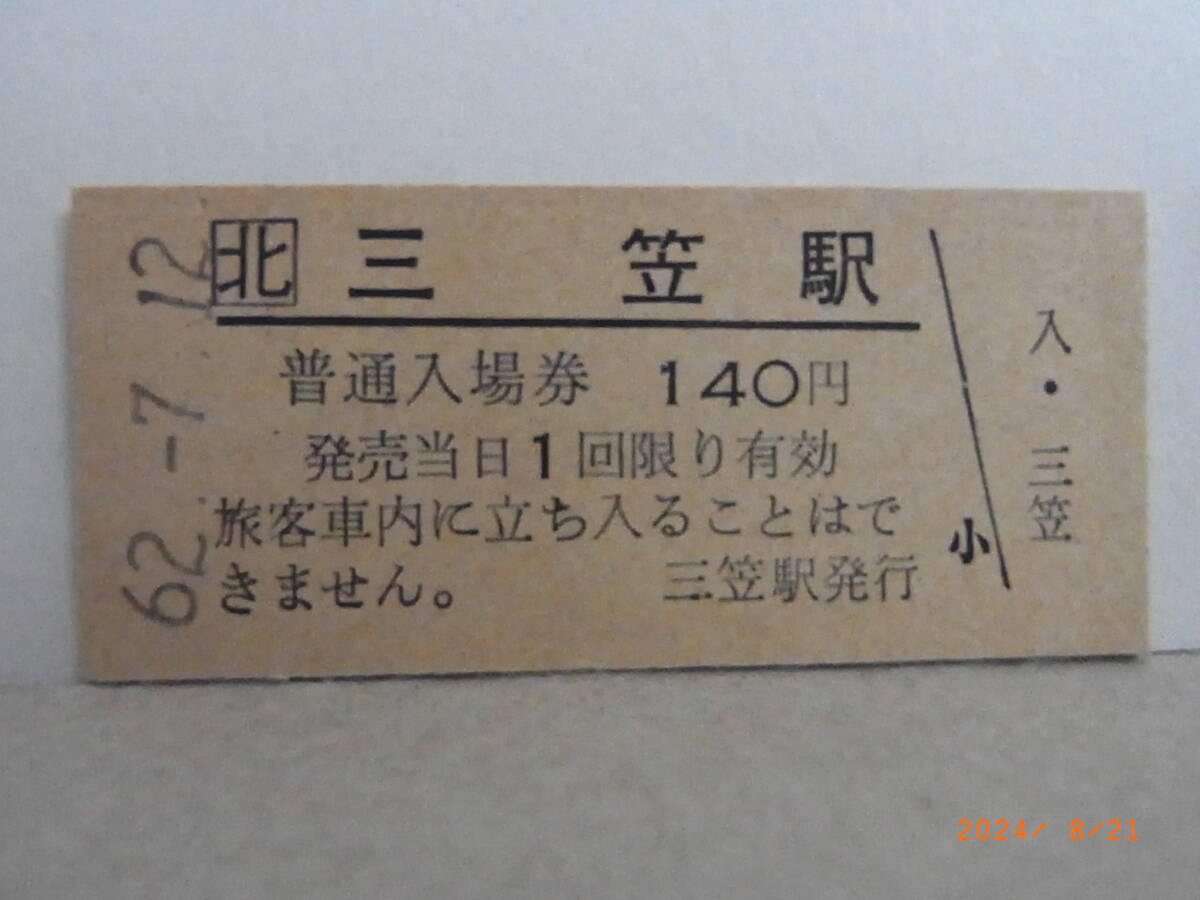 62.-7.12
北 三笠駅
普通入場券 140円
発売当日1回限り有効
旅客車内に立ち入ることはで
きません。 三笠駅発行
小
入・三笠
2024/ 8/21